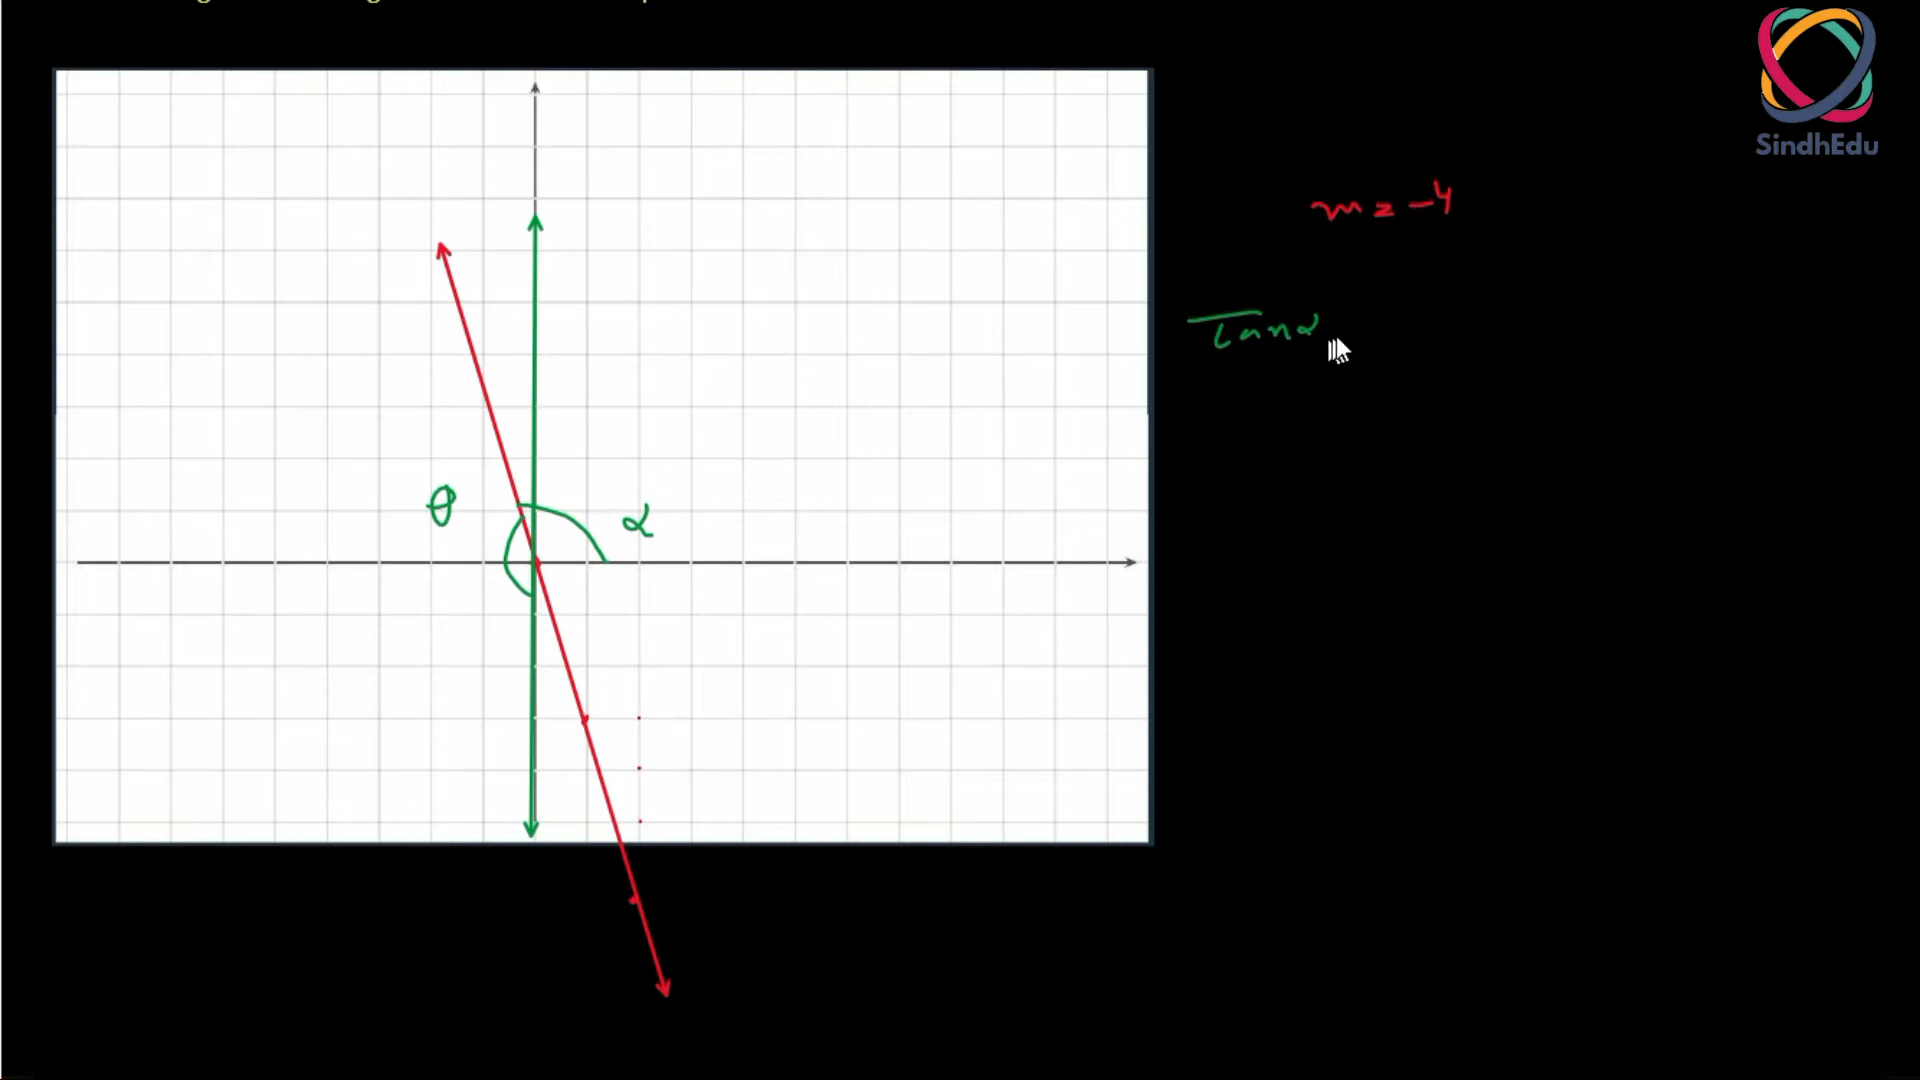 SindhEdu
m = -4
θ
α
Tanα